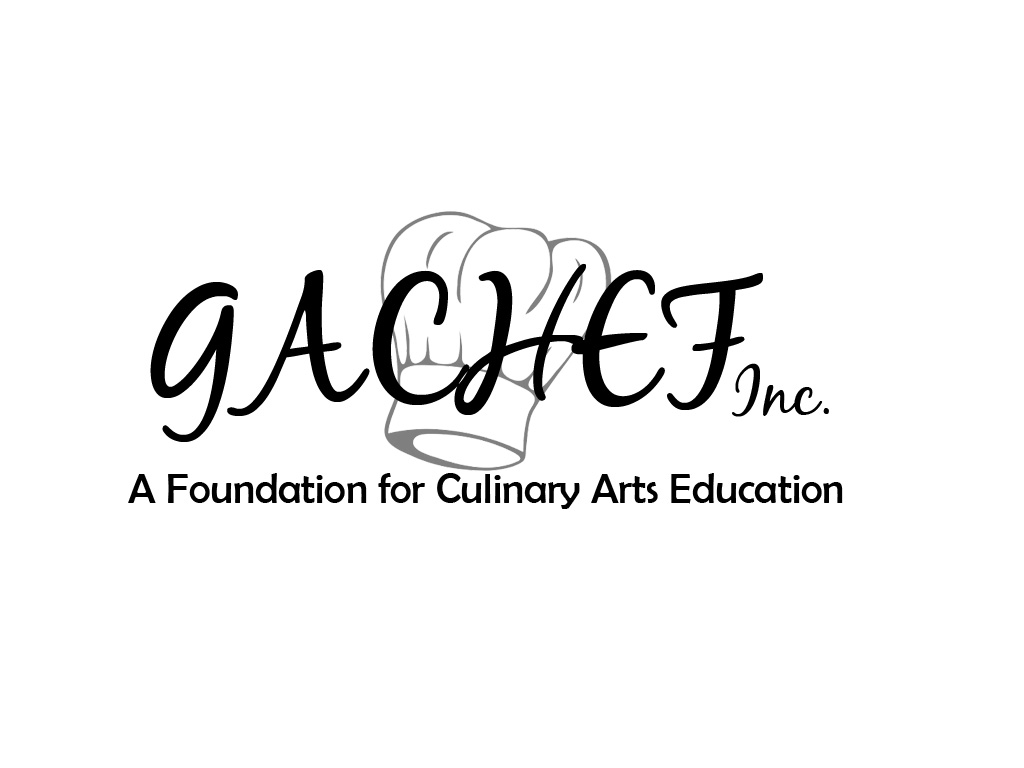 GACHEF Inc.
A Foundation for Culinary Arts Education